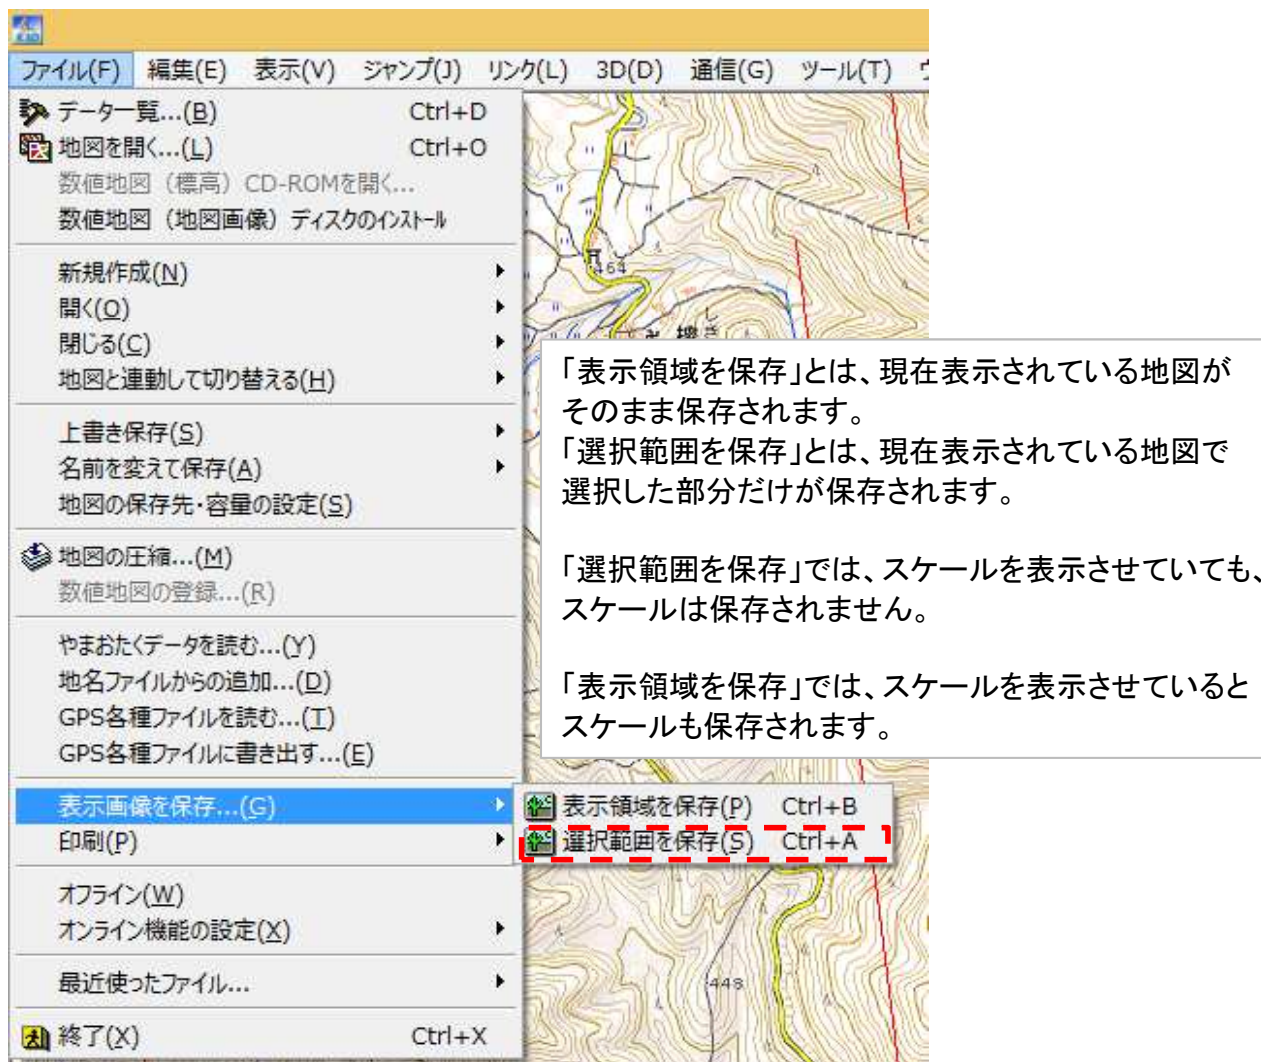 ファイル(F) 編集(E) 表示(V) ジャンプ(J) リンク(L) 3D(D) 通信(G) ツール(T)
データ一覧...(B) Ctrl+D
地図を開く...(L) Ctrl+O
数値地図（標高）CD-ROMを開く...
数値地図（地図画像）ディスクのインストール
新規作成(N)
開く(O)
閉じる(C)
地図と連動して切り替える(H)
上書き保存(S)
名前を変えて保存(A)
地図の保存先・容量の設定(S)
地図の圧縮...(M)
数値地図の登録...(R)
やまおたくデータを読む...(Y)
地名ファイルからの追加...(D)
GPS各種ファイルを読む...(T)
GPS各種ファイルに書き出す...(E)
表示画像を保存...(G)
印刷(P)
オフライン(W)
オンライン機能の設定(X)
最近使ったファイル...
終了(X) Ctrl+X
表示領域を保存(P) Ctrl+B
選択範囲を保存(S) Ctrl+A
464
「表示領域を保存」とは、現在表示されている地図が
そのまま保存されます。
「選択範囲を保存」とは、現在表示されている地図で
選択した部分だけが保存されます。
「選択範囲を保存」では、スケールを表示させていても、
スケールは保存されません。
「表示領域を保存」では、スケールを表示させていると
スケールも保存されます。
448